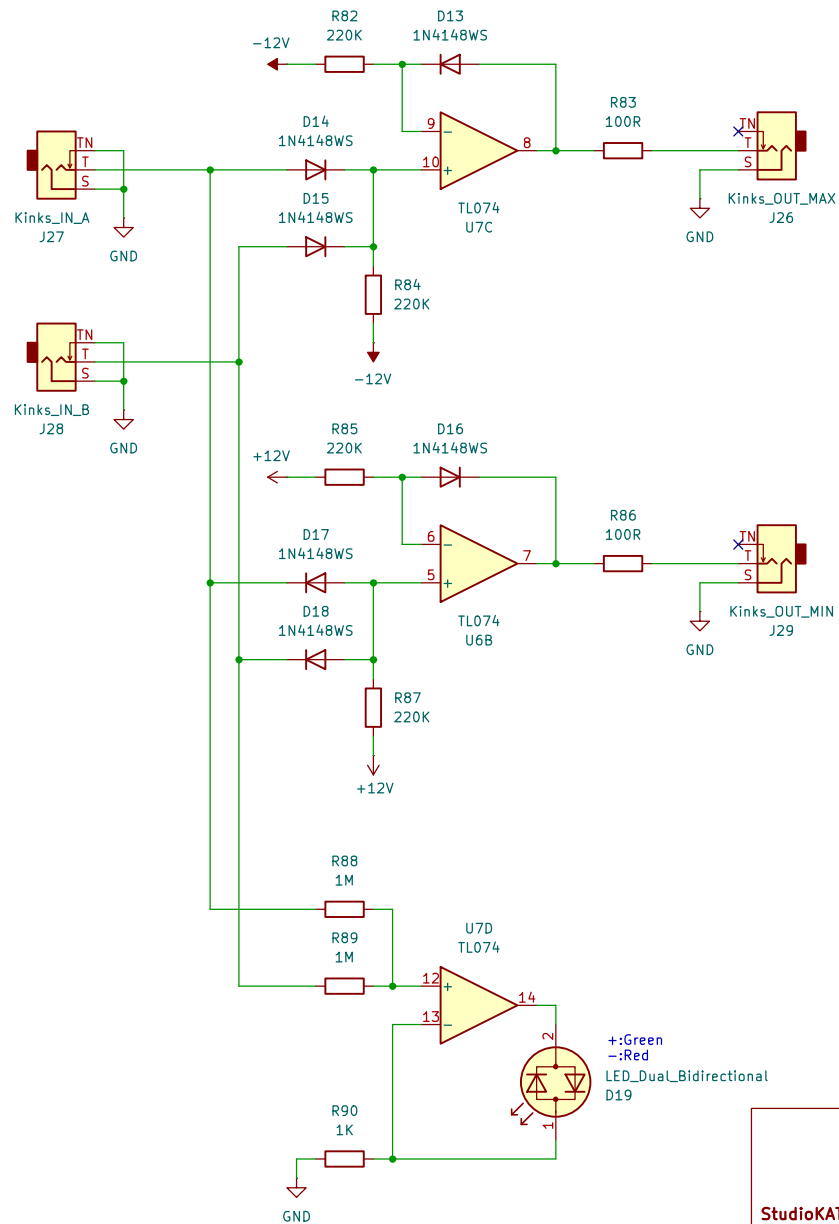 R82
220K
-12V
D13
1N4148WS
D14
1N4148WS
D15
1N4148WS
9
-
10
+
8
TL074
U7C
R83
100R
TN
T
S
Kinks_OUT_MAX
J26
GND
TN
T
S
Kinks_IN_A
J27
GND
R84
220K
-12V
TN
T
S
Kinks_IN_B
J28
GND
R85
220K
+12V
D16
1N4148WS
D17
1N4148WS
D18
1N4148WS
6
-
5
+
7
TL074
U6B
R86
100R
TN
T
S
Kinks_OUT_MIN
J29
GND
R87
220K
+12V
R88
1M
R89
1M
U7D
TL074
12
+
13
-
14
2
1
+:Green
-:Red
LED_Dual_Bidirectional
D19
R90
1K
GND